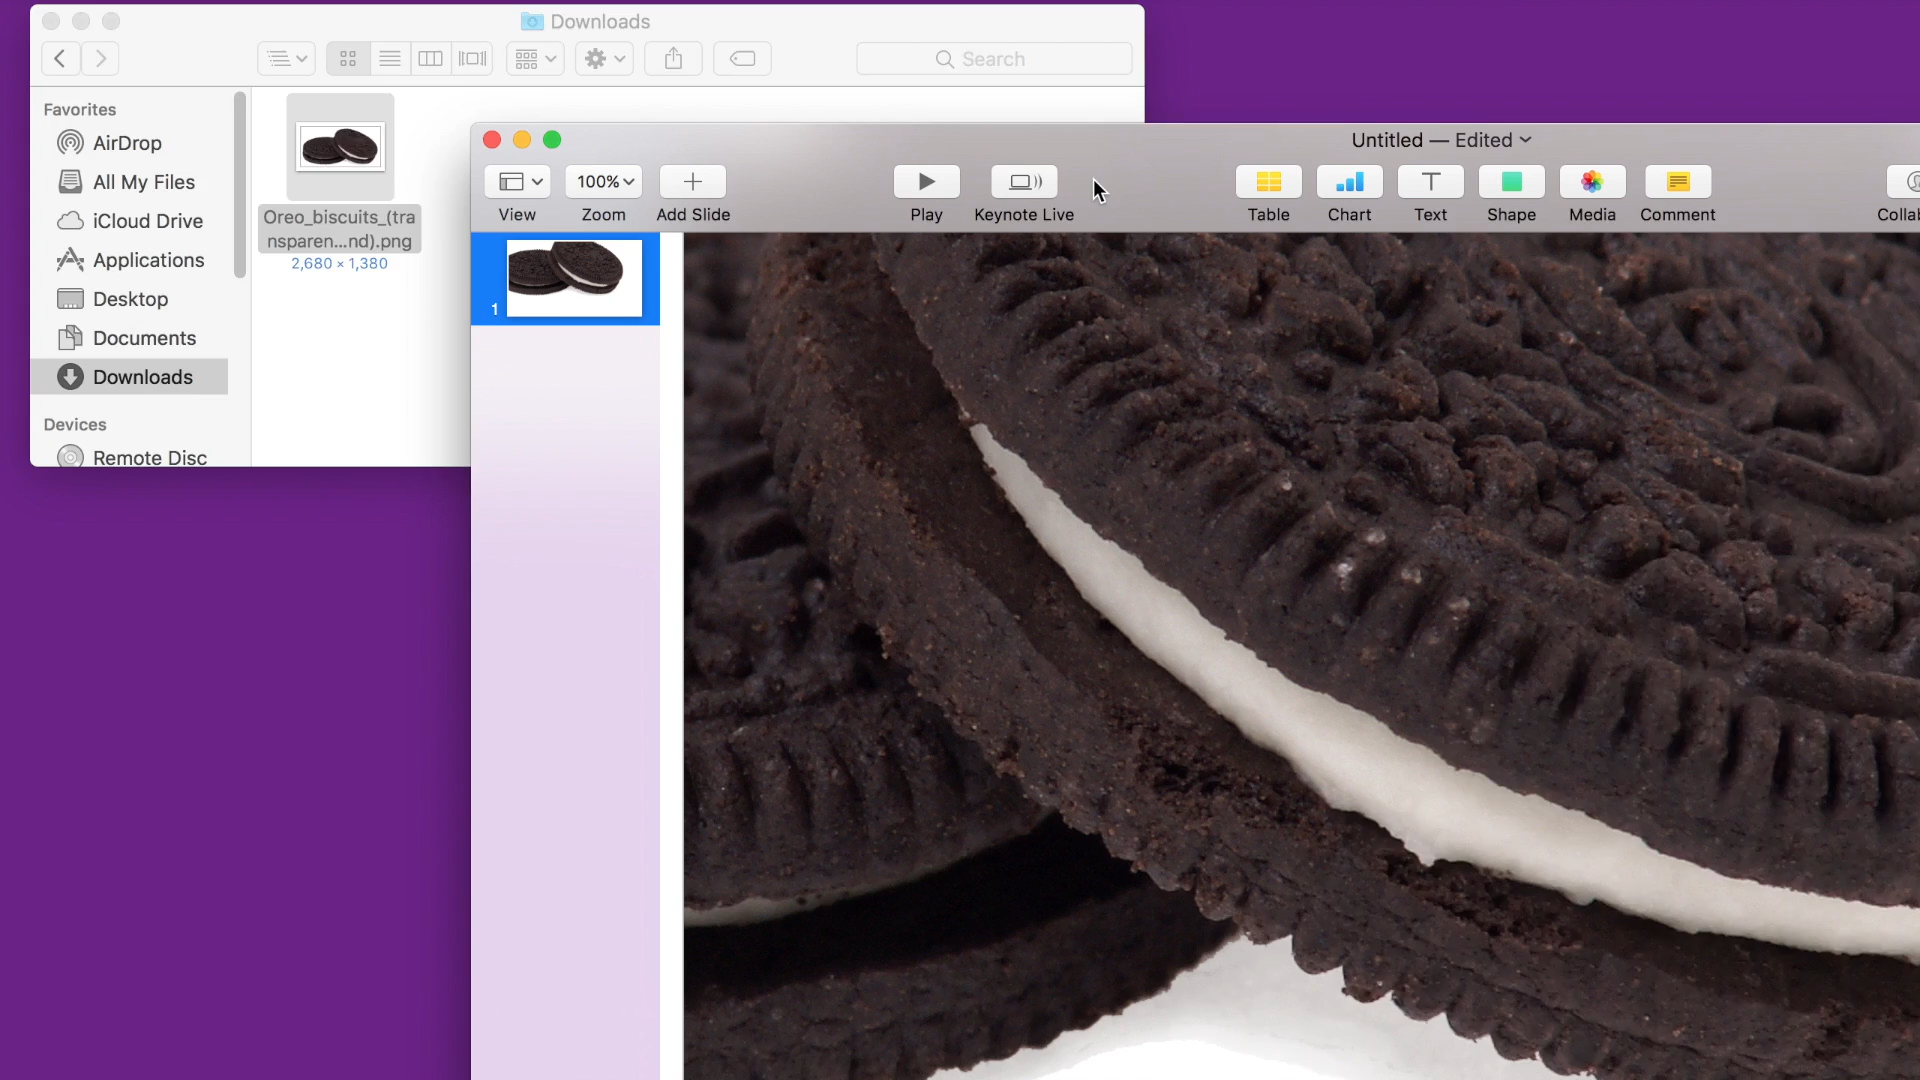 Downloads
Search
Favorites
AirDrop
All My Files
iCloud Drive
Applications
Desktop
Documents
Downloads
Devices
Remote Disc
Oreo_biscuits_(tra
nsparen...nd).png
2,680 × 1,380
Untitled — Edited
100%
View
Zoom
Add Slide
Play
Keynote Live
Table
Chart
T
Text
Shape
Media
Comment
Collab
1